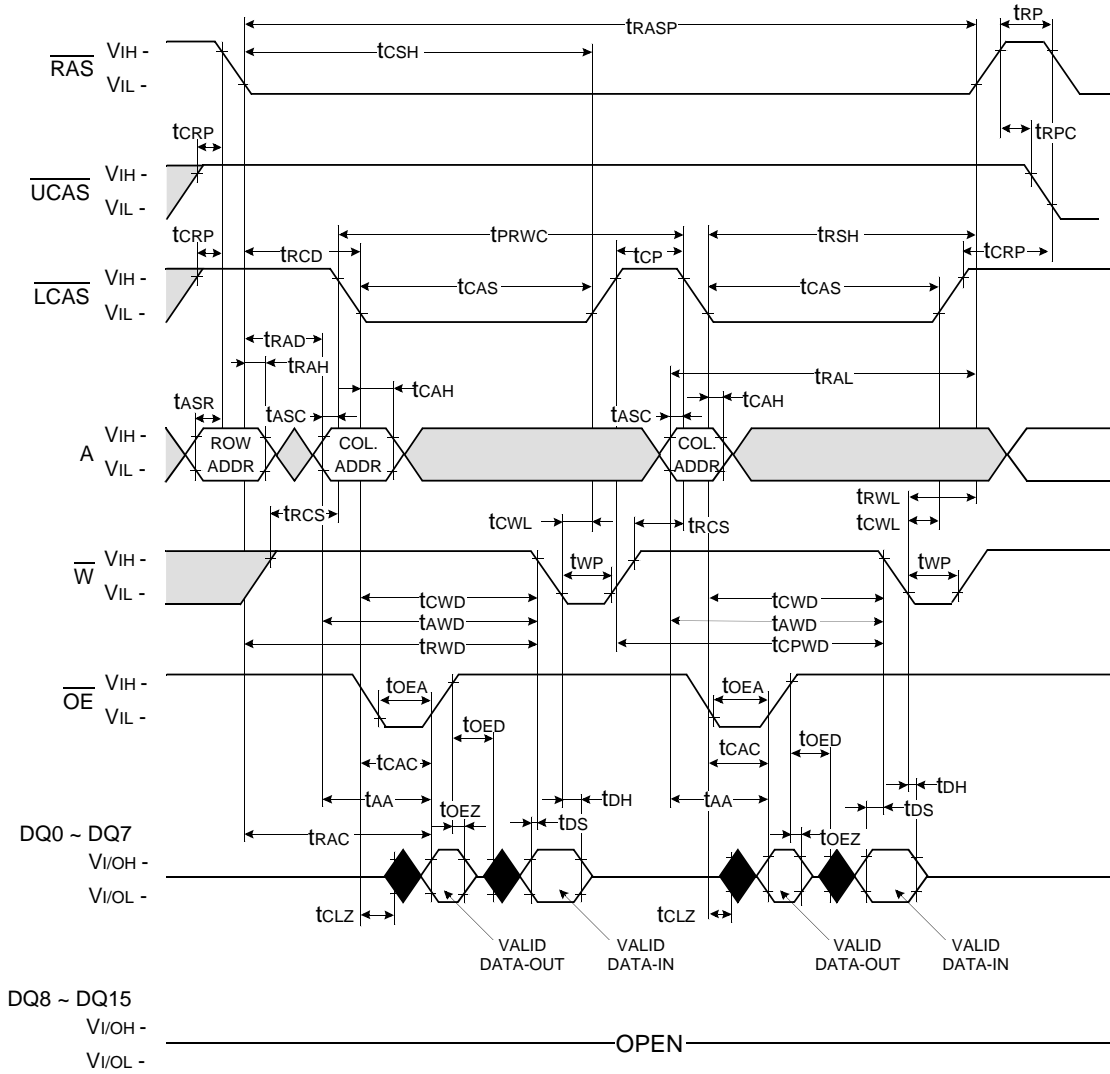 tRASP
tRP
tCSH
RAS
VIH -
VIL -
tCRP
tRPC
UCAS
VIH -
VIL -
tCRP
tRCD
tPRWC
tCP
tRSH
tCRP
LCAS
VIH -
VIL -
tCAS
tCAS
tRAD
tRAH
tCAH
tRAL
tASR
tASC
tASC
tCAH
A
VIH -
VIL -
ROW
ADDR
COL.
ADDR
COL.
ADDR
tRWL
tRCS
tCWL
tRCS
tCWL
W
VIH -
VIL -
tWP
tWP
tCWD
tCWD
tAWD
tAWD
tRWD
tCPWD
OE
VIH -
VIL -
tOEA
tOEA
tOED
tOED
tCAC
tCAC
tAA
tDH
tAA
tDH
tOEZ
tDS
tDS
tOEZ
DQ0 ~ DQ7
tRAC
VI/OH -
VI/OL -
tCLZ
tCLZ
VALID
DATA-OUT
VALID
DATA-IN
VALID
DATA-OUT
VALID
DATA-IN
DQ8 ~ DQ15
VI/OH -
VI/OL -
OPEN